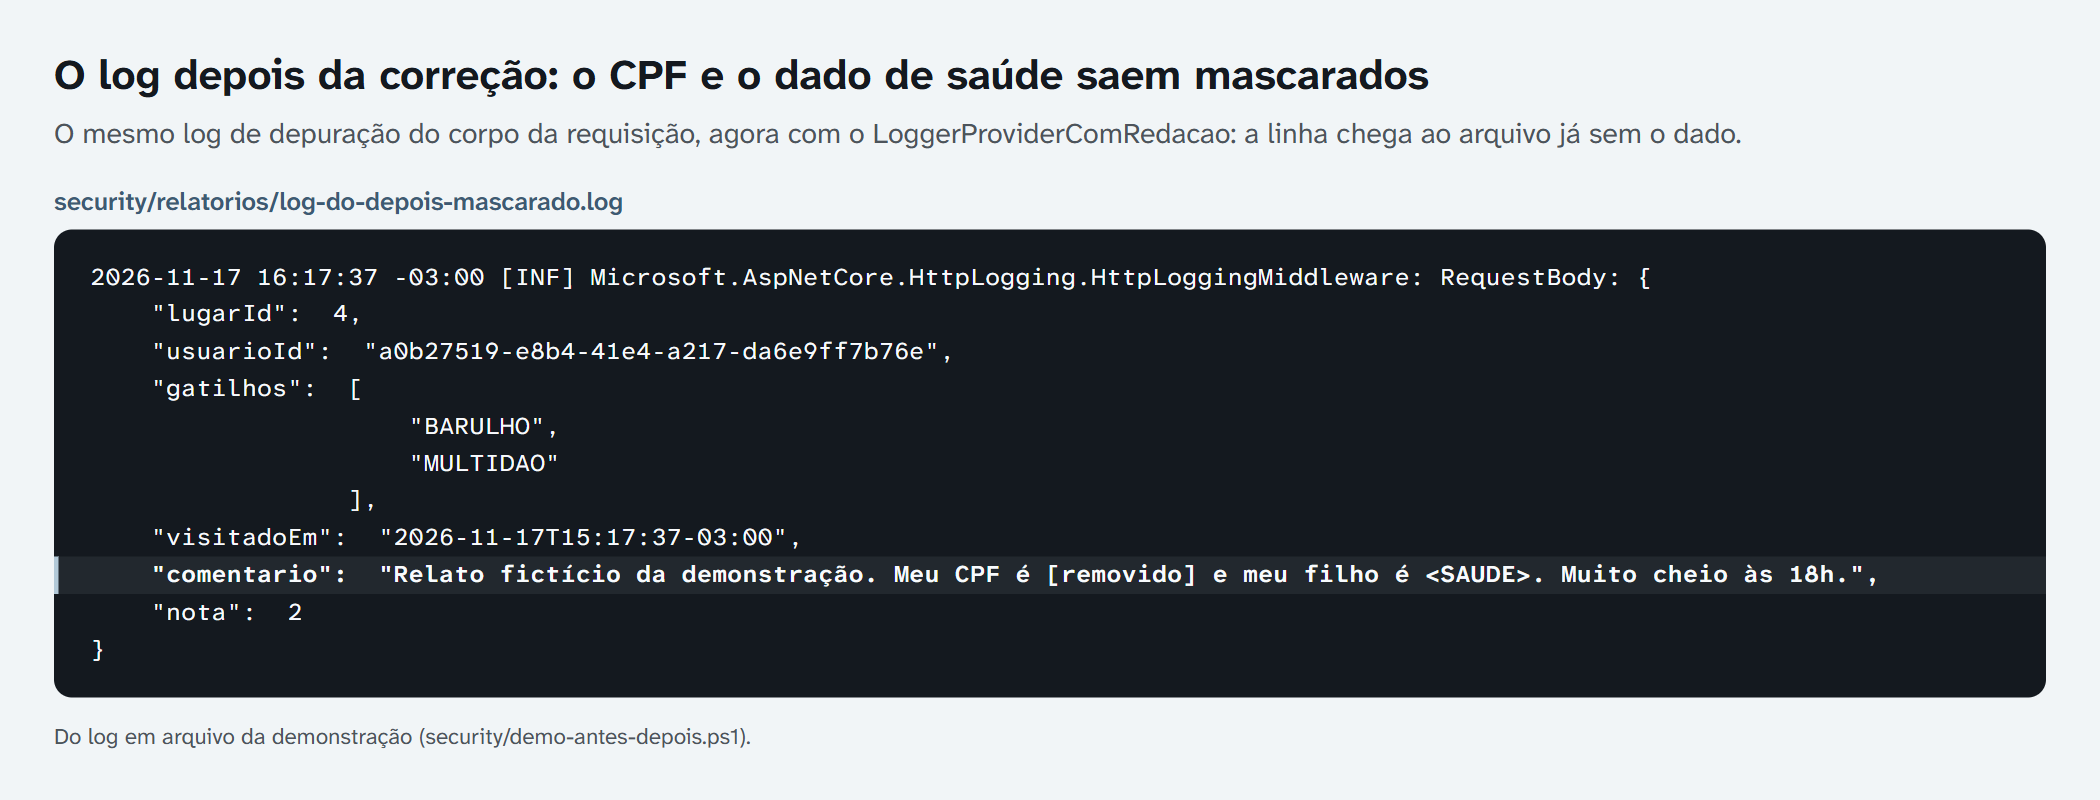 O log depois da correção: o CPF e o dado de saúde saem mascarados
O mesmo log de depuração do corpo da requisição, agora com o LoggerProviderComRedacao: a linha chega ao arquivo já sem o dado.
security/relatorios/log-do-depois-mascarado.log
2026-11-17 16:17:37 -03:00 [INF] Microsoft.AspNetCore.HttpLogging.HttpLoggingMiddleware: RequestBody: {
    "lugarId":  4,
    "usuarioId":  "a0b27519-e8b4-41e4-a217-da6e9ff7b76e",
    "gatilhos":  [
                     "BARULHO",
                     "MULTIDAO"
                 ],
    "visitadoEm":  "2026-11-17T15:17:37-03:00",
    "comentario":  "Relato fictício da demonstração. Meu CPF é [removido] e meu filho é <SAUDE>. Muito cheio às 18h.",
    "nota":  2
}
Do log em arquivo da demonstração (security/demo-antes-depois.ps1).